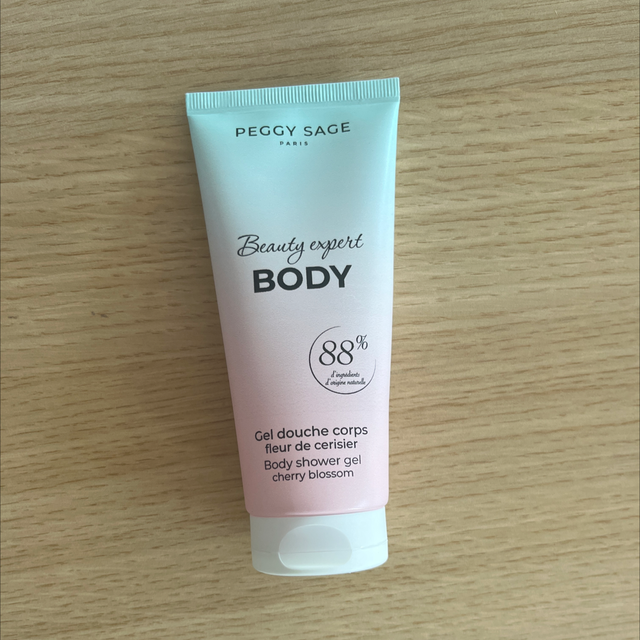 PEGGY SAGE
PARIS
Beauty expert
BODY
88%
d'ingrédients
d'origine naturelle
Gel douche corps
fleur de cerisier
Body shower gel
cherry blossom